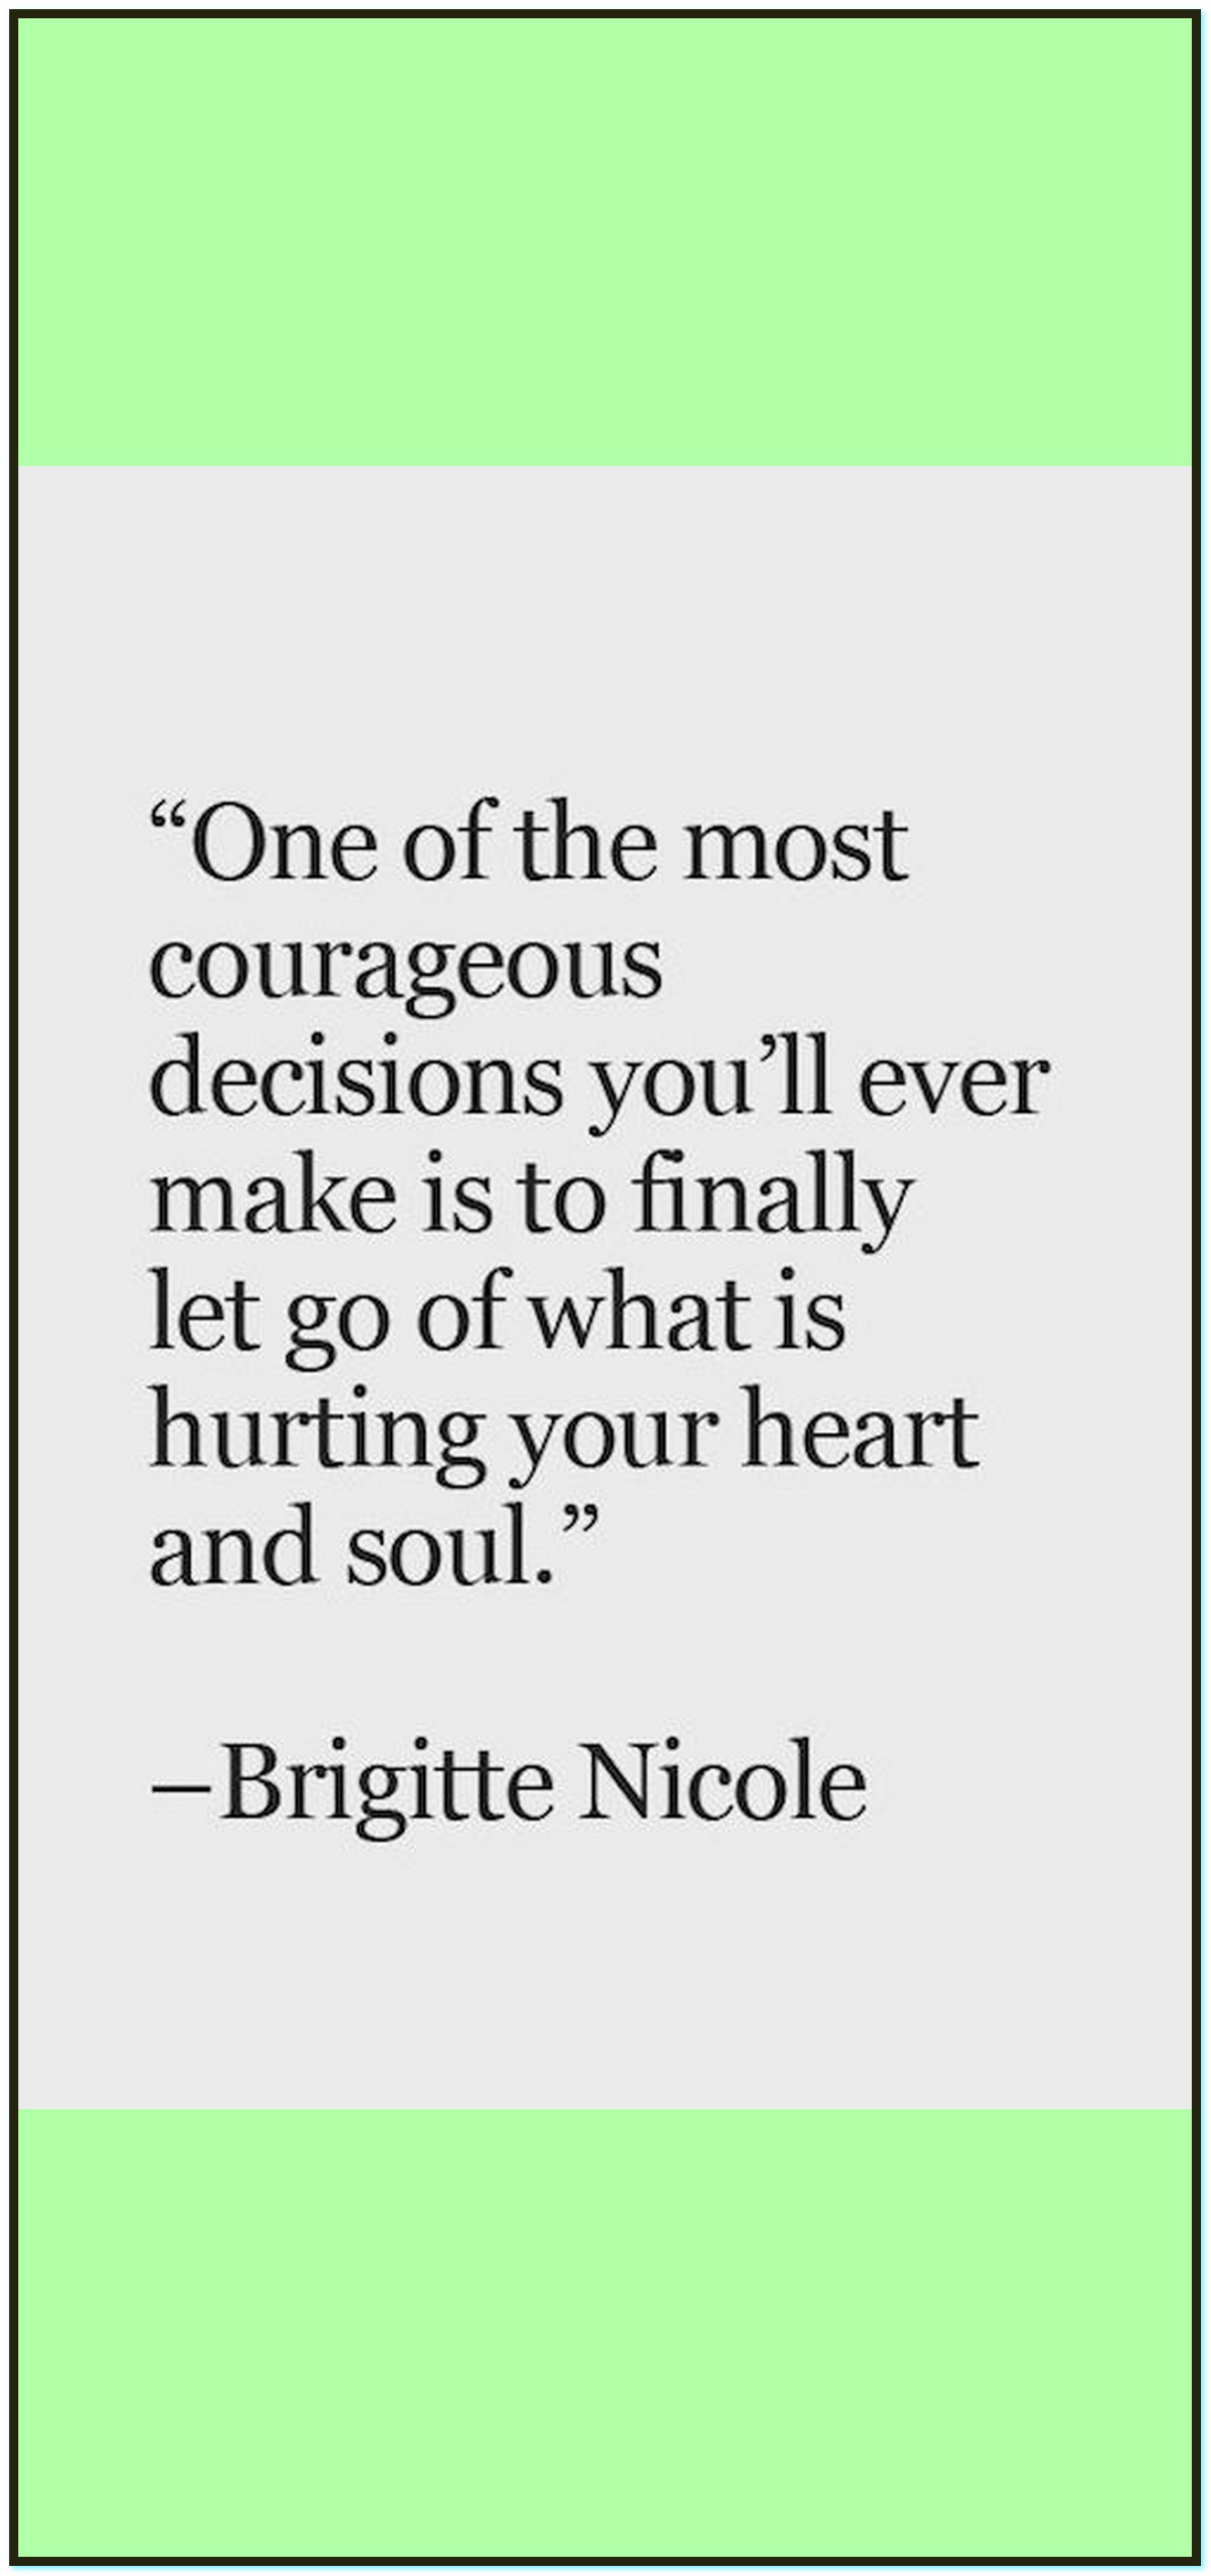 “One of the most
courageous
decisions you’ll ever
make is to finally
let go of what is
hurting your heart
and soul.”
–Brigitte Nicole